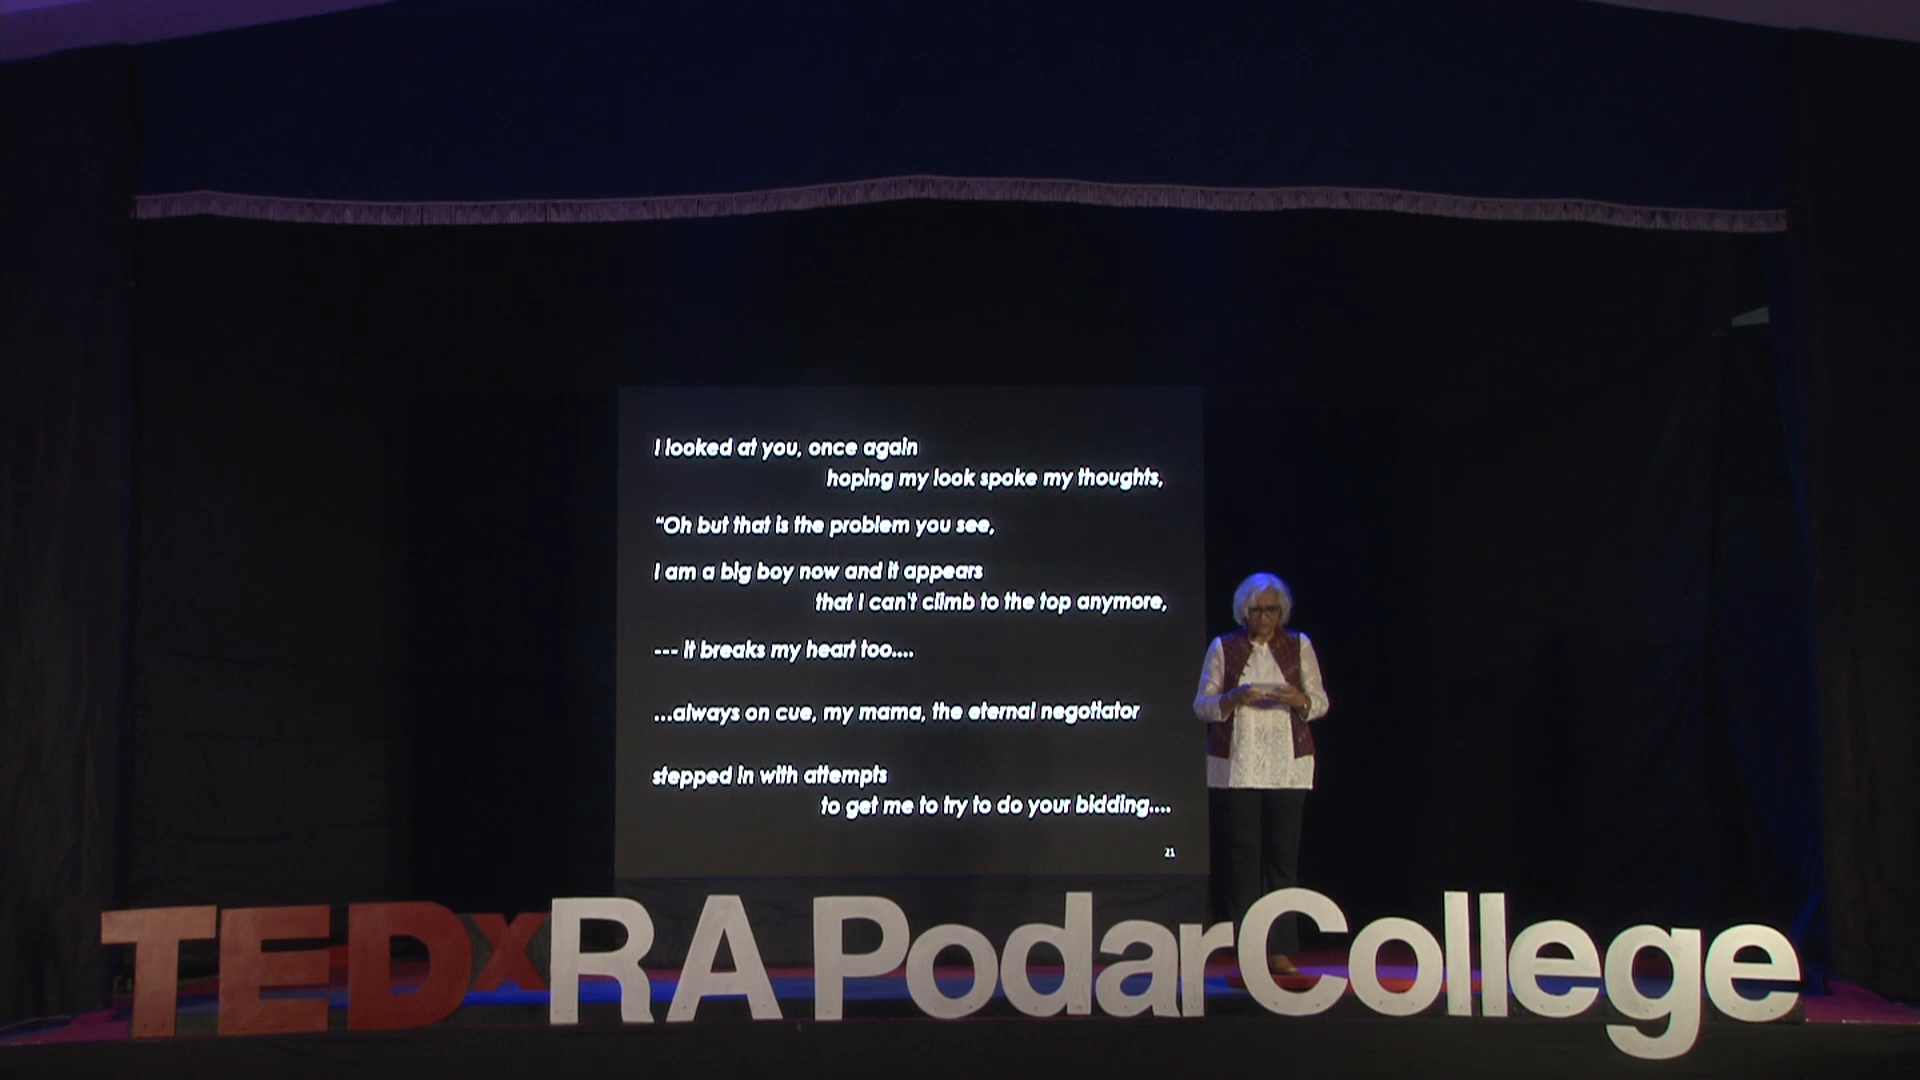 I looked at you, once again
hoping my look spoke my thoughts,
“Oh but that is the problem you see,
I am a big boy now and it appears
that I can't climb to the top anymore,
--- It breaks my heart too....
...always on cue, my mama, the eternal negotiator
stepped in with attempts
to get me to try to do your bidding....
21
TEDxRAPodarCollege